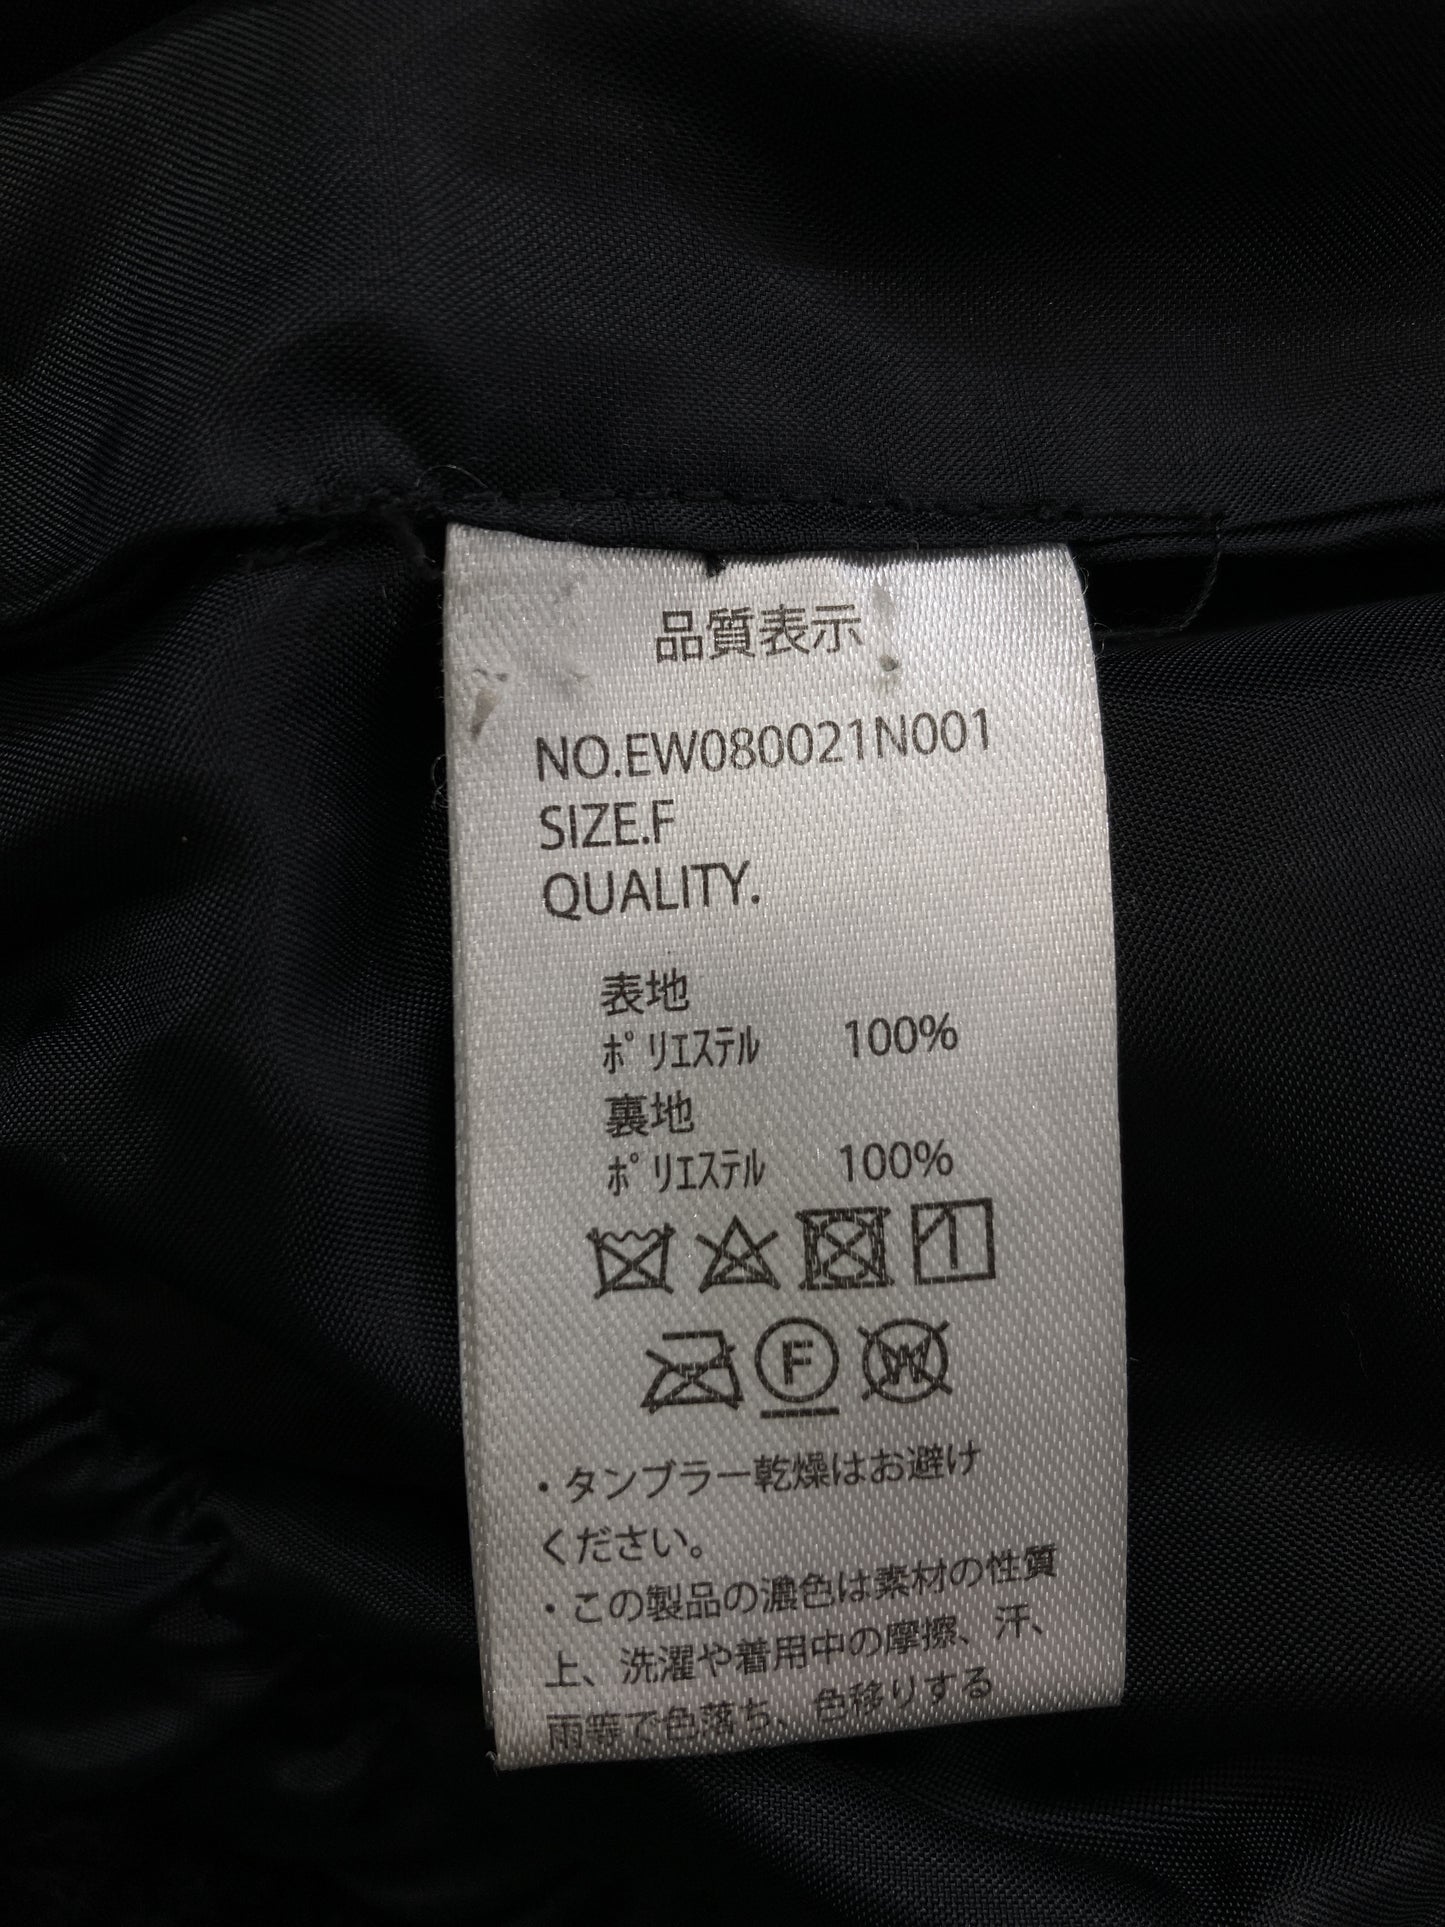 品質表示
NO.EW080021N001
SIZE.F
QUALITY.
表地
ﾎﾟﾘｴｽﾃﾙ 100%
裏地
ﾎﾟﾘｴｽﾃﾙ 100%
F W
・タンブラー乾燥はお避け
ください。
・この製品の濃色は素材の性質
上、洗濯や着用中の摩擦、汗、
雨等で色落ち、色移りする